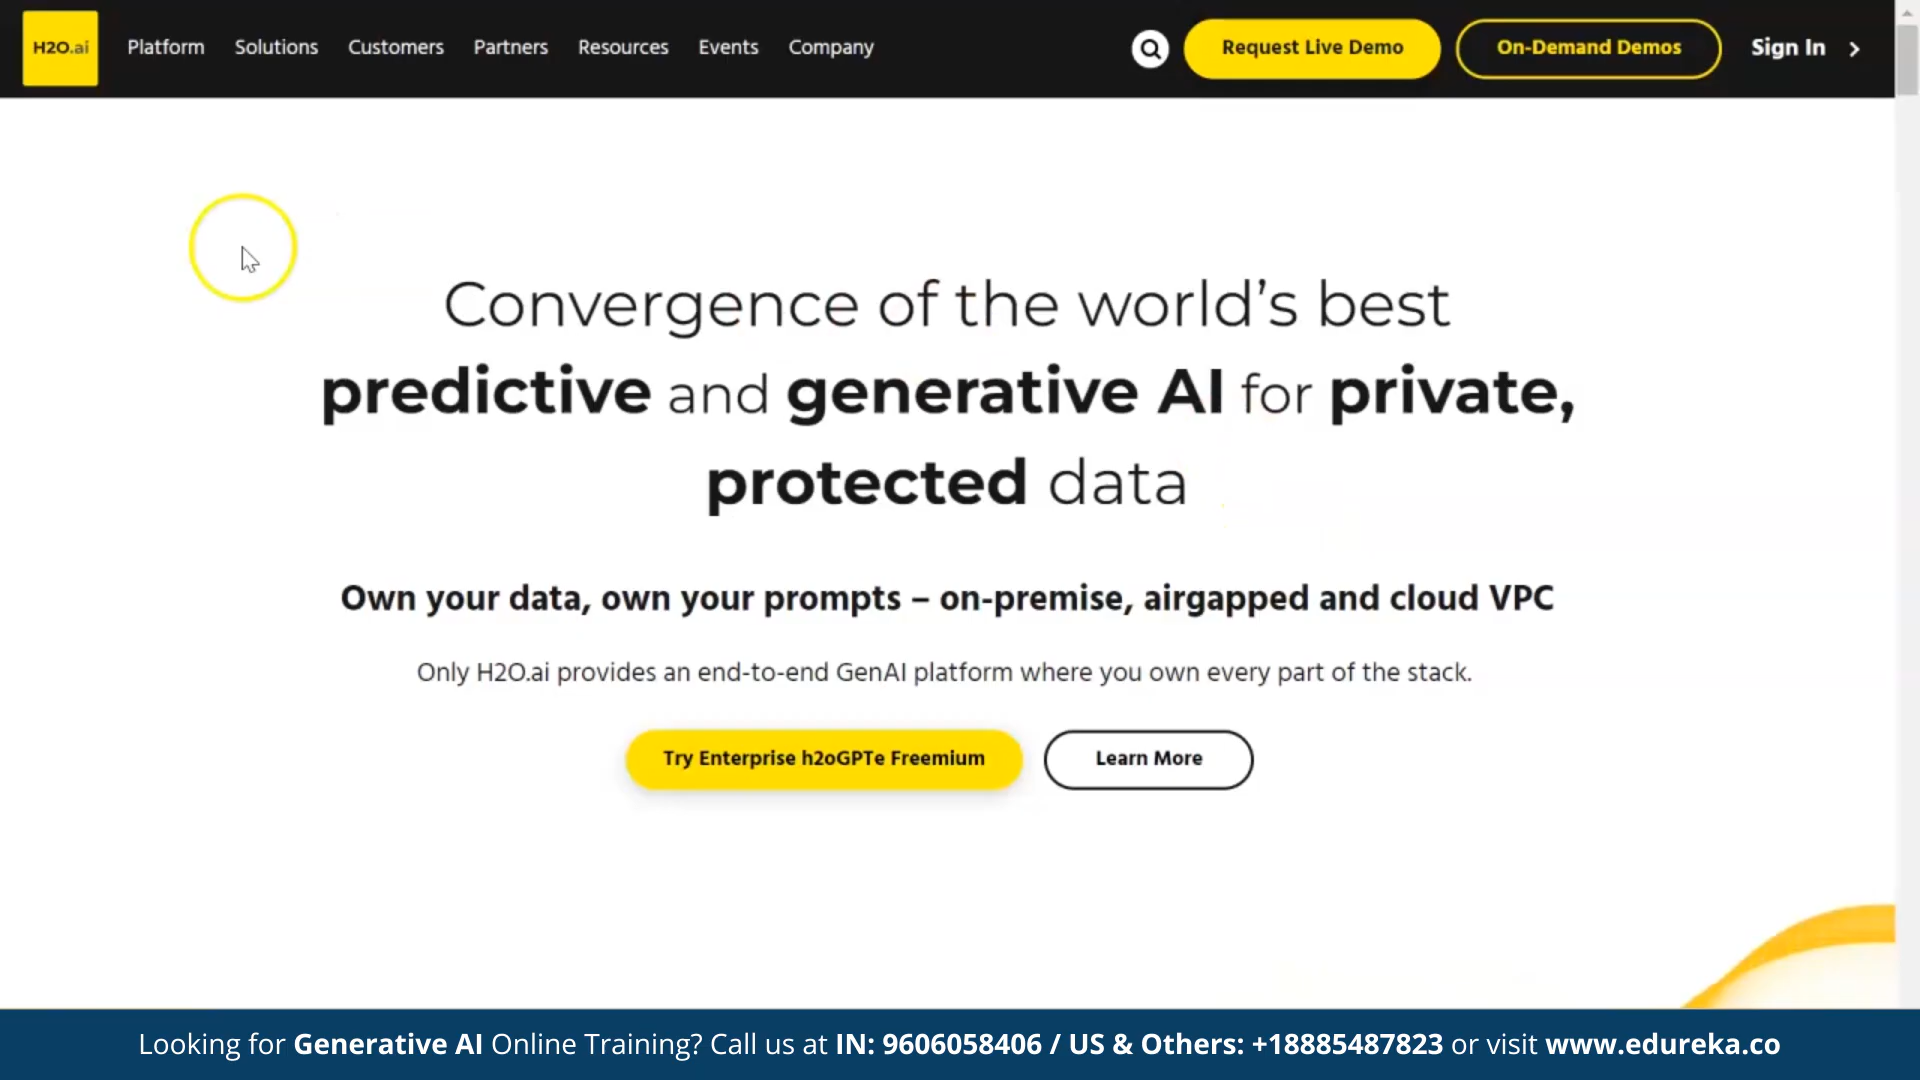 H2O.ai Platform Solutions Customers Partners Resources Events Company Request Live Demo On-Demand Demos Sign In
Convergence of the world’s best
predictive and generative AI for private,
protected data
Own your data, own your prompts – on-premise, airgapped and cloud VPC
Only H2O.ai provides an end-to-end GenAI platform where you own every part of the stack.
Try Enterprise h2oGPTe Freemium Learn More
Looking for Generative AI Online Training? Call us at IN: 9606058406 / US & Others: +18885487823 or visit www.edureka.co